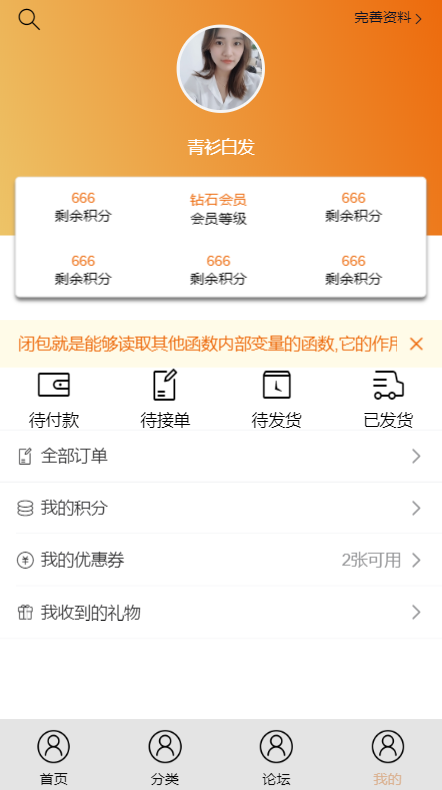 完善资料
青衫白发
666 钻石会员 666
剩余积分 会员等级 剩余积分
666 666 666
剩余积分 剩余积分 剩余积分
闭包就是能够读取其他函数内部变量的函数,它的作用
待付款 待接单 待发货 已发货
全部订单
我的积分
我的优惠券 2张可用
我收到的礼物
首页 分类 论坛 我的